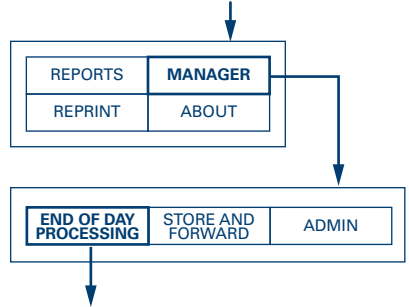 REPORTS MANAGER
REPRINT ABOUT
END OF DAY PROCESSING
STORE AND FORWARD
ADMIN